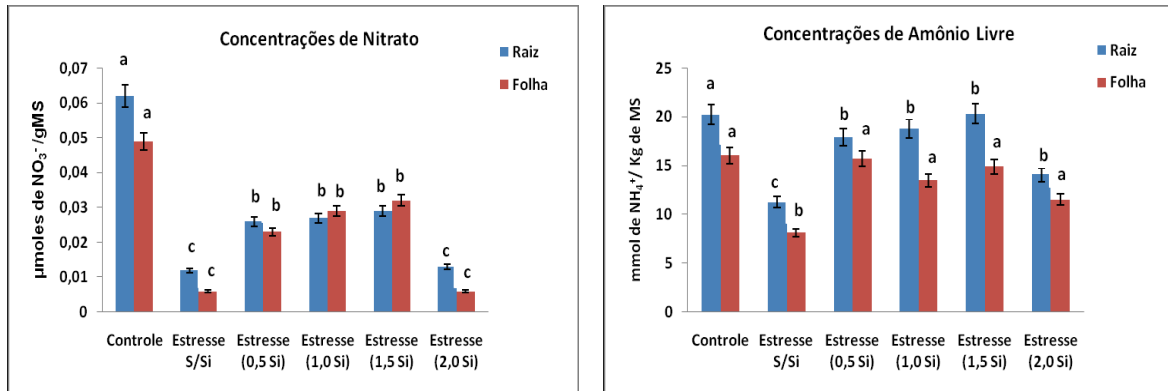 Concentrações de Nitrato
Raiz
Folha
µmoles de NO₃⁻/gMS
0,07
0,06
0,05
0,04
0,03
0,02
0,01
0
a
a
c
c
b
b
b
b
b
b
c
c
Controle
Estresse S/Si
Estresse (0,5 Si)
Estresse (1,0 Si)
Estresse (1,5 Si)
Estresse (2,0 Si)
Concentrações de Amônio Livre
Raiz
Folha
mmol de NH₄⁺/ Kg de MS
25
20
15
10
5
0
a
a
c
b
b
a
b
a
b
a
b
a
Controle
Estresse S/Si
Estresse (0,5 Si)
Estresse (1,0 Si)
Estresse (1,5 Si)
Estresse (2,0 Si)